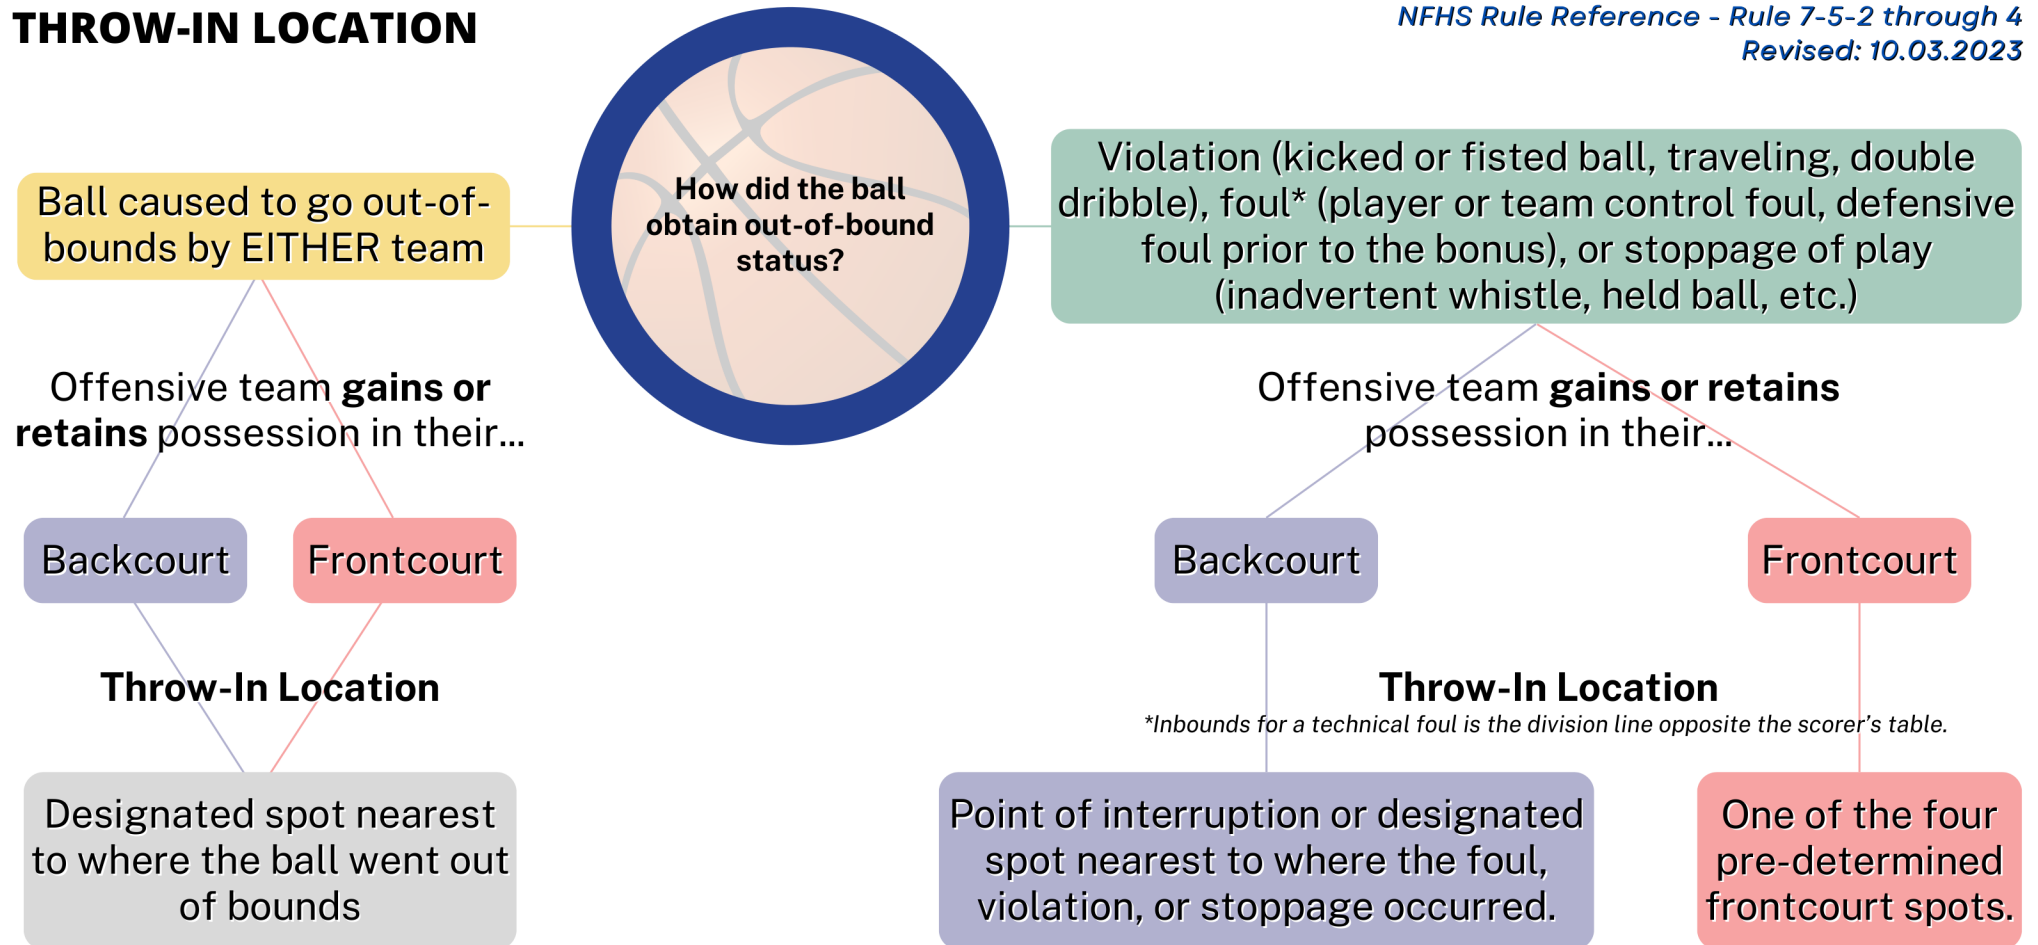 THROW-IN LOCATION
NFHS Rule Reference - Rule 7-5-2 through 4
Revised: 10.03.2023
How did the ball
obtain out-of-bound
status?
Ball caused to go out-of-
bounds by EITHER team
Offensive team gains or
retains possession in their...
Backcourt
Frontcourt
Throw-In Location
Designated spot nearest
to where the ball went out
of bounds
Violation (kicked or fisted ball, traveling, double
dribble), foul* (player or team control foul, defensive
foul prior to the bonus), or stoppage of play
(inadvertent whistle, held ball, etc.)
Offensive team gains or retains
possession in their...
Backcourt
Frontcourt
Throw-In Location
*Inbounds for a technical foul is the division line opposite the scorer's table.
Point of interruption or designated
spot nearest to where the foul,
violation, or stoppage occurred.
One of the four
pre-determined
frontcourt spots.